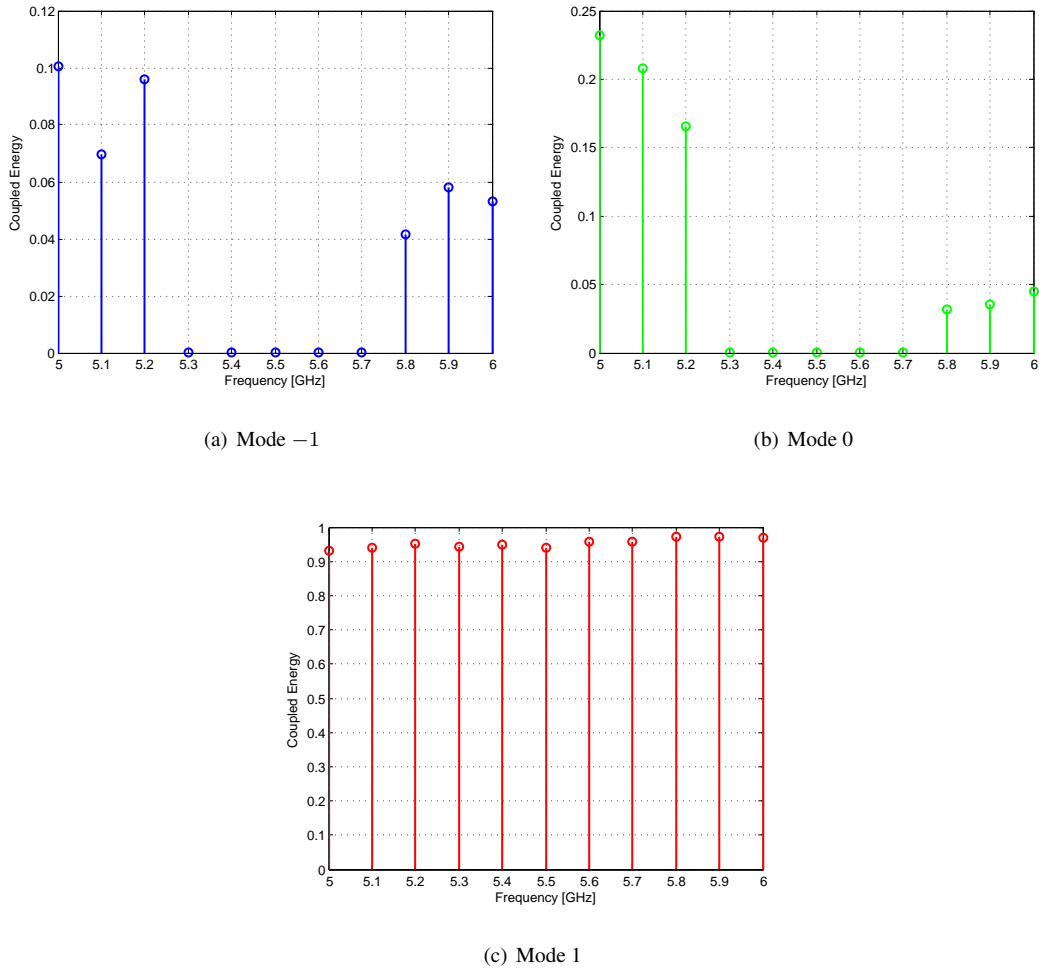 0.12
0.1
0.08
0.06
0.04
0.02
0
5 5.1 5.2 5.3 5.4 5.5 5.6 5.7 5.8 5.9 6
Coupled Energy
Frequency [GHz]
(a) Mode −1
0.25
0.2
0.15
0.1
0.05
0
5 5.1 5.2 5.3 5.4 5.5 5.6 5.7 5.8 5.9 6
Coupled Energy
Frequency [GHz]
(b) Mode 0
1
0.9
0.8
0.7
0.6
0.5
0.4
0.3
0.2
0.1
0
5 5.1 5.2 5.3 5.4 5.5 5.6 5.7 5.8 5.9 6
Coupled Energy
Frequency [GHz]
(c) Mode 1